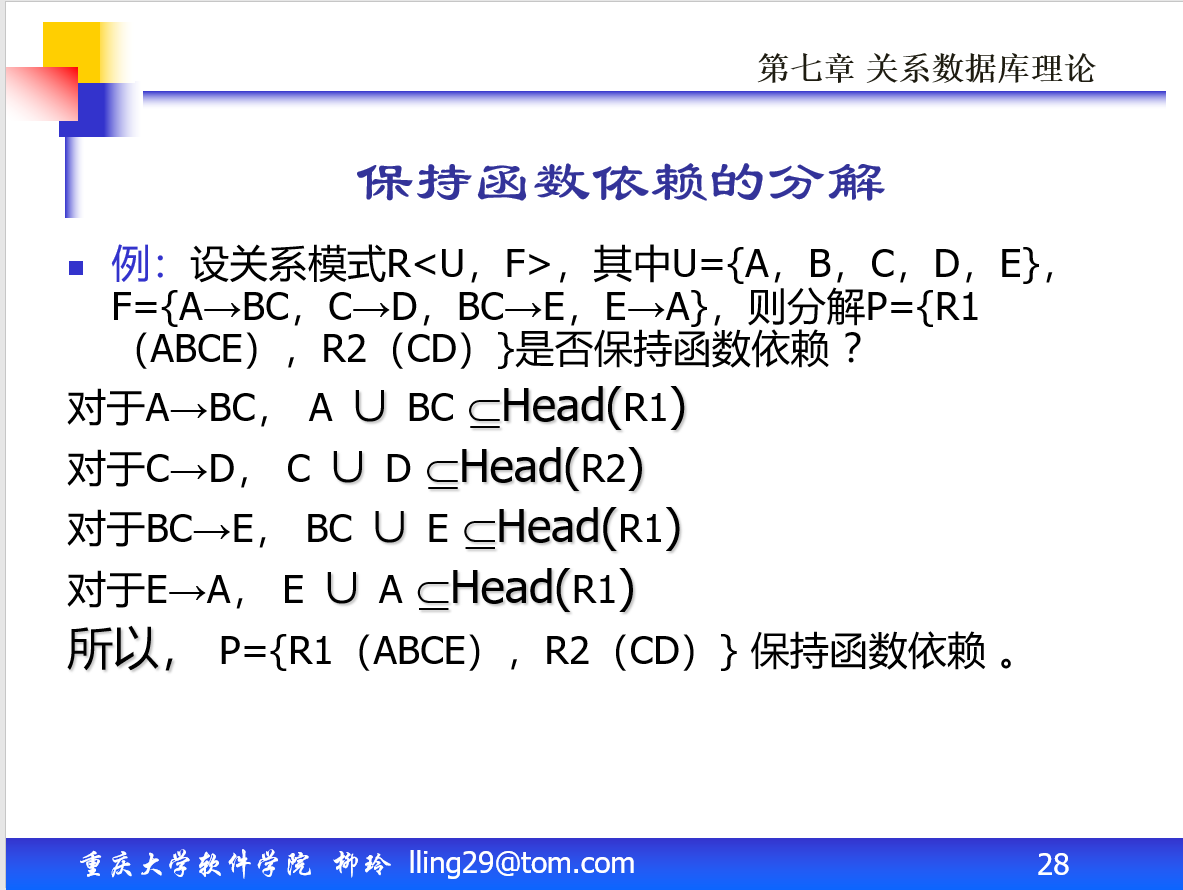 第七章 关系数据库理论
保持函数依赖的分解
例：设关系模式R<U，F>，其中U={A，B，C，D，E}，
F={A→BC，C→D，BC→E，E→A}，则分解P={R1
（ABCE），R2（CD）}是否保持函数依赖 ？
对于A→BC， A ∪ BC ⊆Head(R1)
对于C→D， C ∪ D ⊆Head(R2)
对于BC→E， BC ∪ E ⊆Head(R1)
对于E→A， E ∪ A ⊆Head(R1)
所以， P={R1（ABCE），R2（CD）} 保持函数依赖 。
重庆大学软件学院 柳玲 lling29@tom.com 28